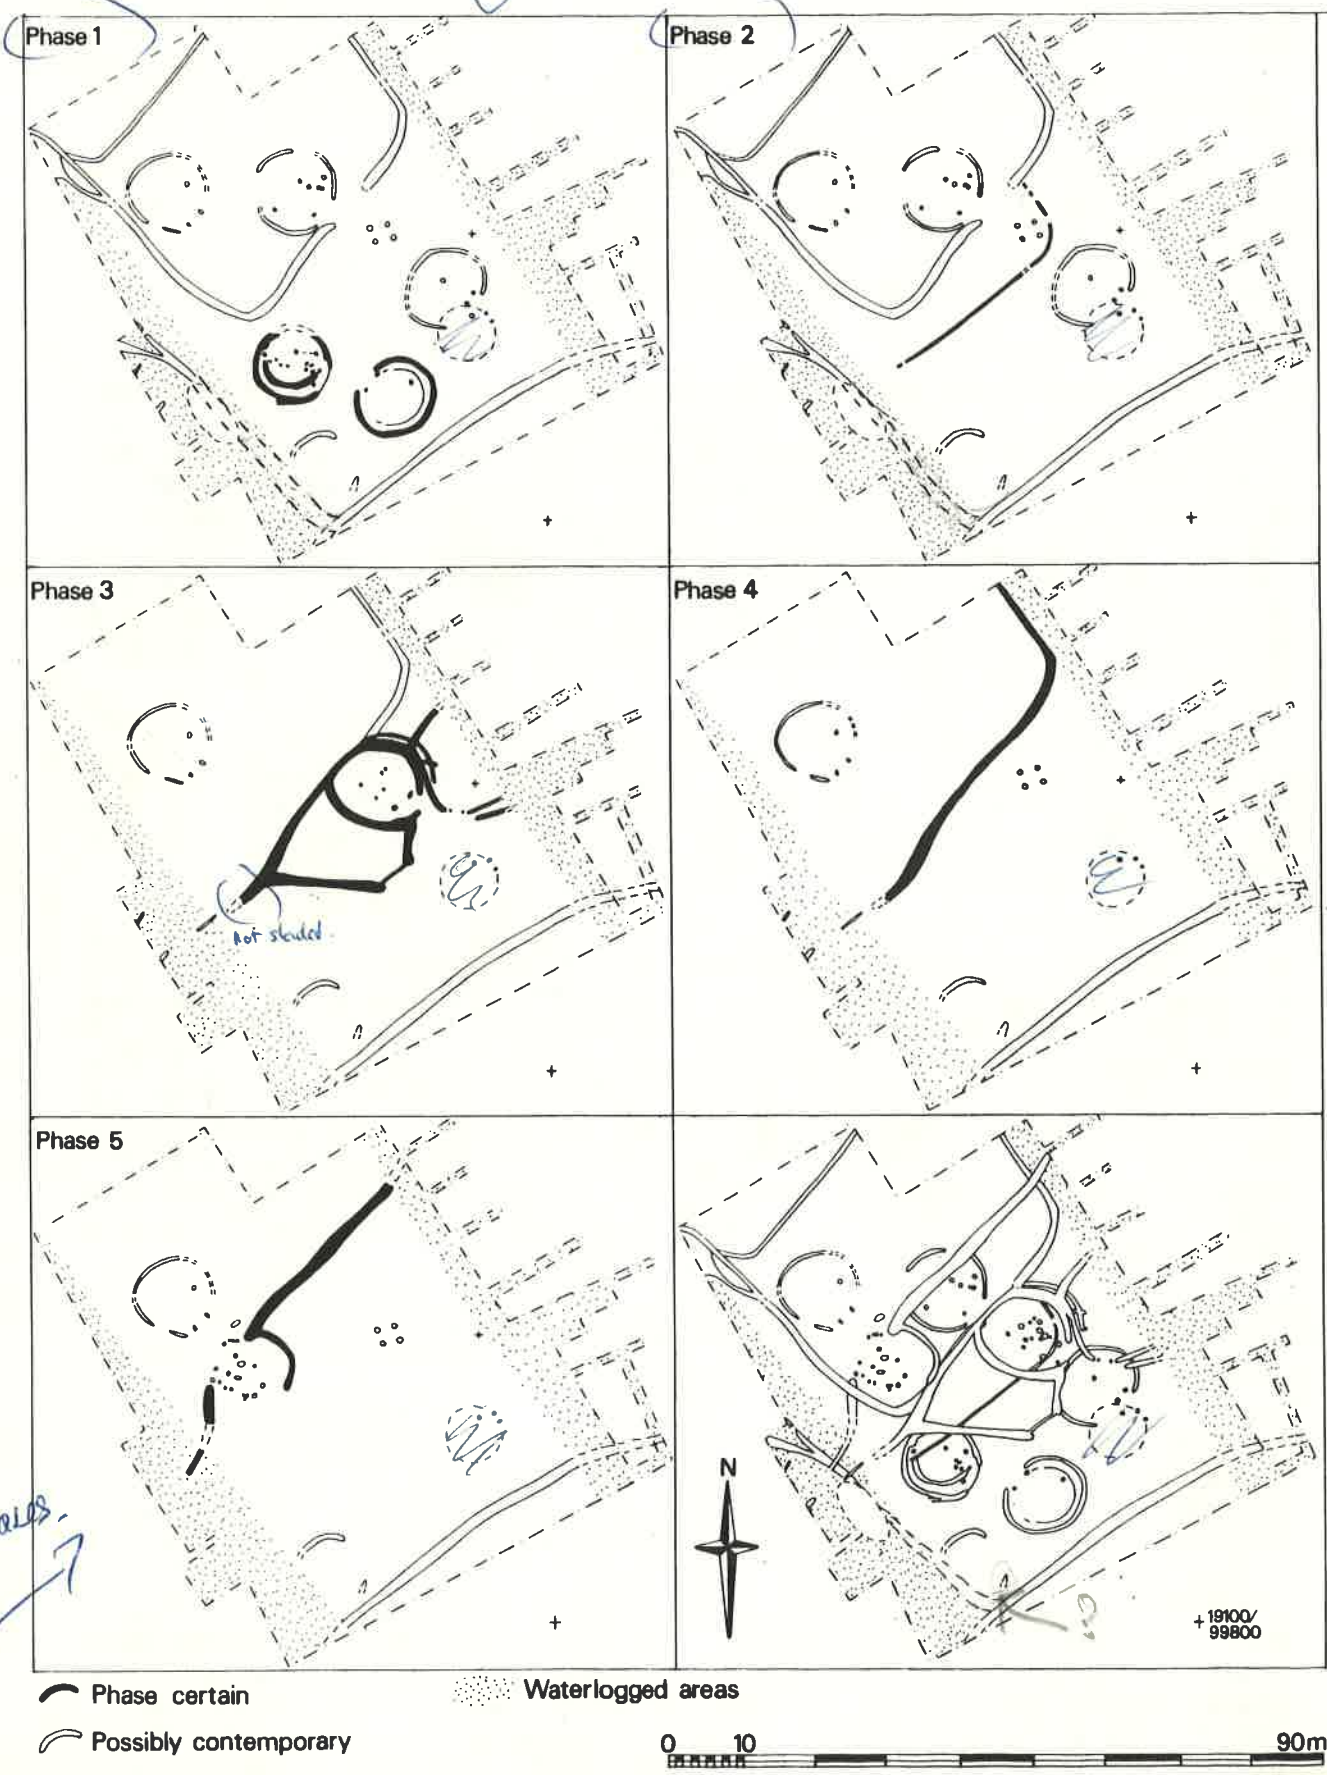 Phase 1
Phase 2
Phase 3
Phase 4
not shaded.
Phase 5
N
19100/
99800
Phase certain
Waterlogged areas
Possibly contemporary
0 10 90m